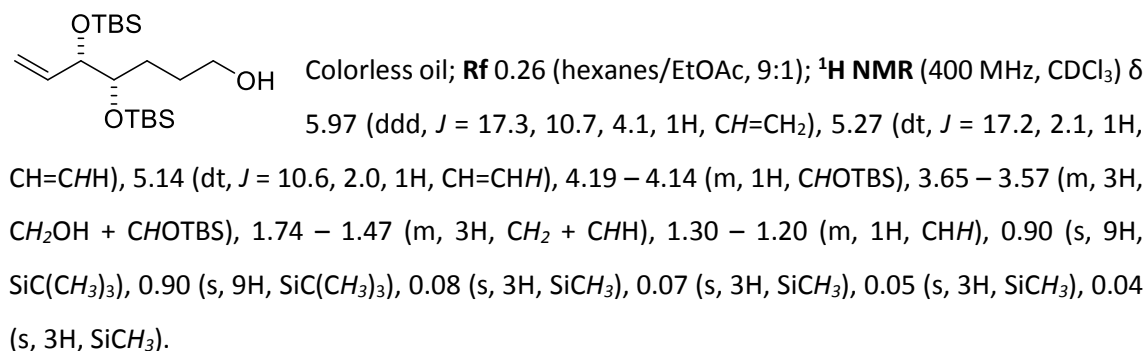 OTBS
OH
OTBS
Colorless oil; Rf 0.26 (hexanes/EtOAc, 9:1); ¹H NMR (400 MHz, CDCl₃) δ
5.97 (ddd, J = 17.3, 10.7, 4.1, 1H, CH=CH₂), 5.27 (dt, J = 17.2, 2.1, 1H,
CH=CHH), 5.14 (dt, J = 10.6, 2.0, 1H, CH=CHH), 4.19 – 4.14 (m, 1H, CHOTBS), 3.65 – 3.57 (m, 3H,
CH₂OH + CHOTBS), 1.74 – 1.47 (m, 3H, CH₂ + CHH), 1.30 – 1.20 (m, 1H, CHH), 0.90 (s, 9H,
SiC(CH₃)₃), 0.90 (s, 9H, SiC(CH₃)₃), 0.08 (s, 3H, SiCH₃), 0.07 (s, 3H, SiCH₃), 0.05 (s, 3H, SiCH₃), 0.04
(s, 3H, SiCH₃).